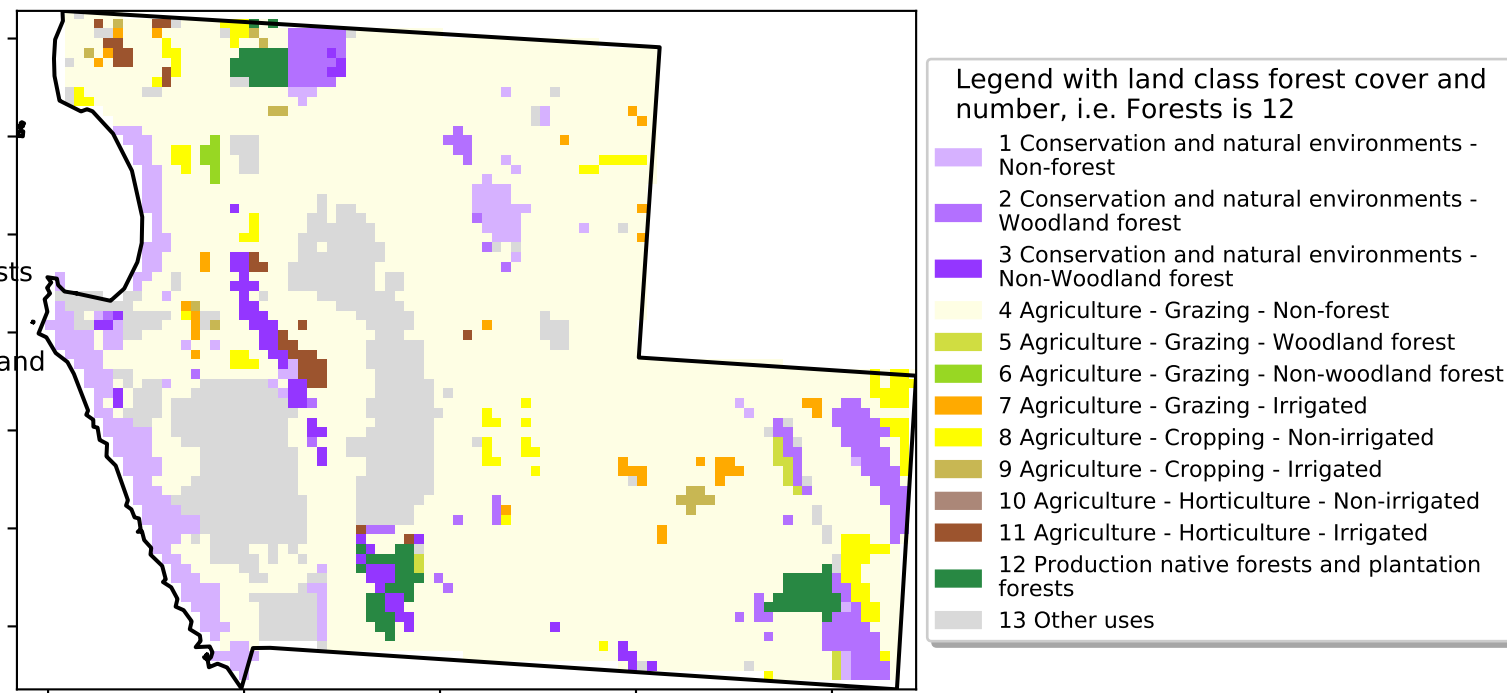 Legend with land class forest cover and
number, i.e. Forests is 12
1 Conservation and natural environments -
Non-forest
2 Conservation and natural environments -
Woodland forest
3 Conservation and natural environments -
Non-Woodland forest
4 Agriculture - Grazing - Non-forest
5 Agriculture - Grazing - Woodland forest
6 Agriculture - Grazing - Non-woodland forest
7 Agriculture - Grazing - Irrigated
8 Agriculture - Cropping - Non-irrigated
9 Agriculture - Cropping - Irrigated
10 Agriculture - Horticulture - Non-irrigated
11 Agriculture - Horticulture - Irrigated
12 Production native forests and plantation
forests
13 Other uses
sts
and